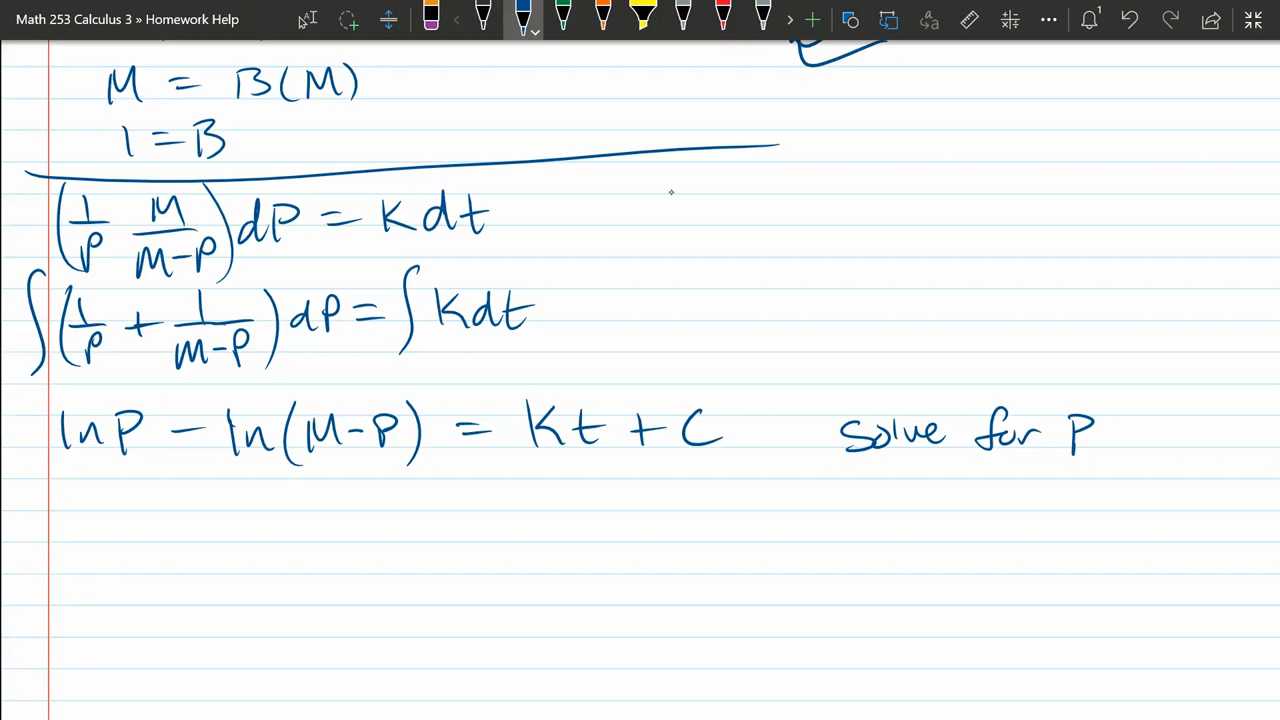 Math 253 Calculus 3 » Homework Help
1
M = B(M)
1 = B
(1/P M/(M-P)) dP = K dt
∫(1/P + 1/(M-P)) dP = ∫ K dt
ln P - ln(M-P) = Kt + C solve for P